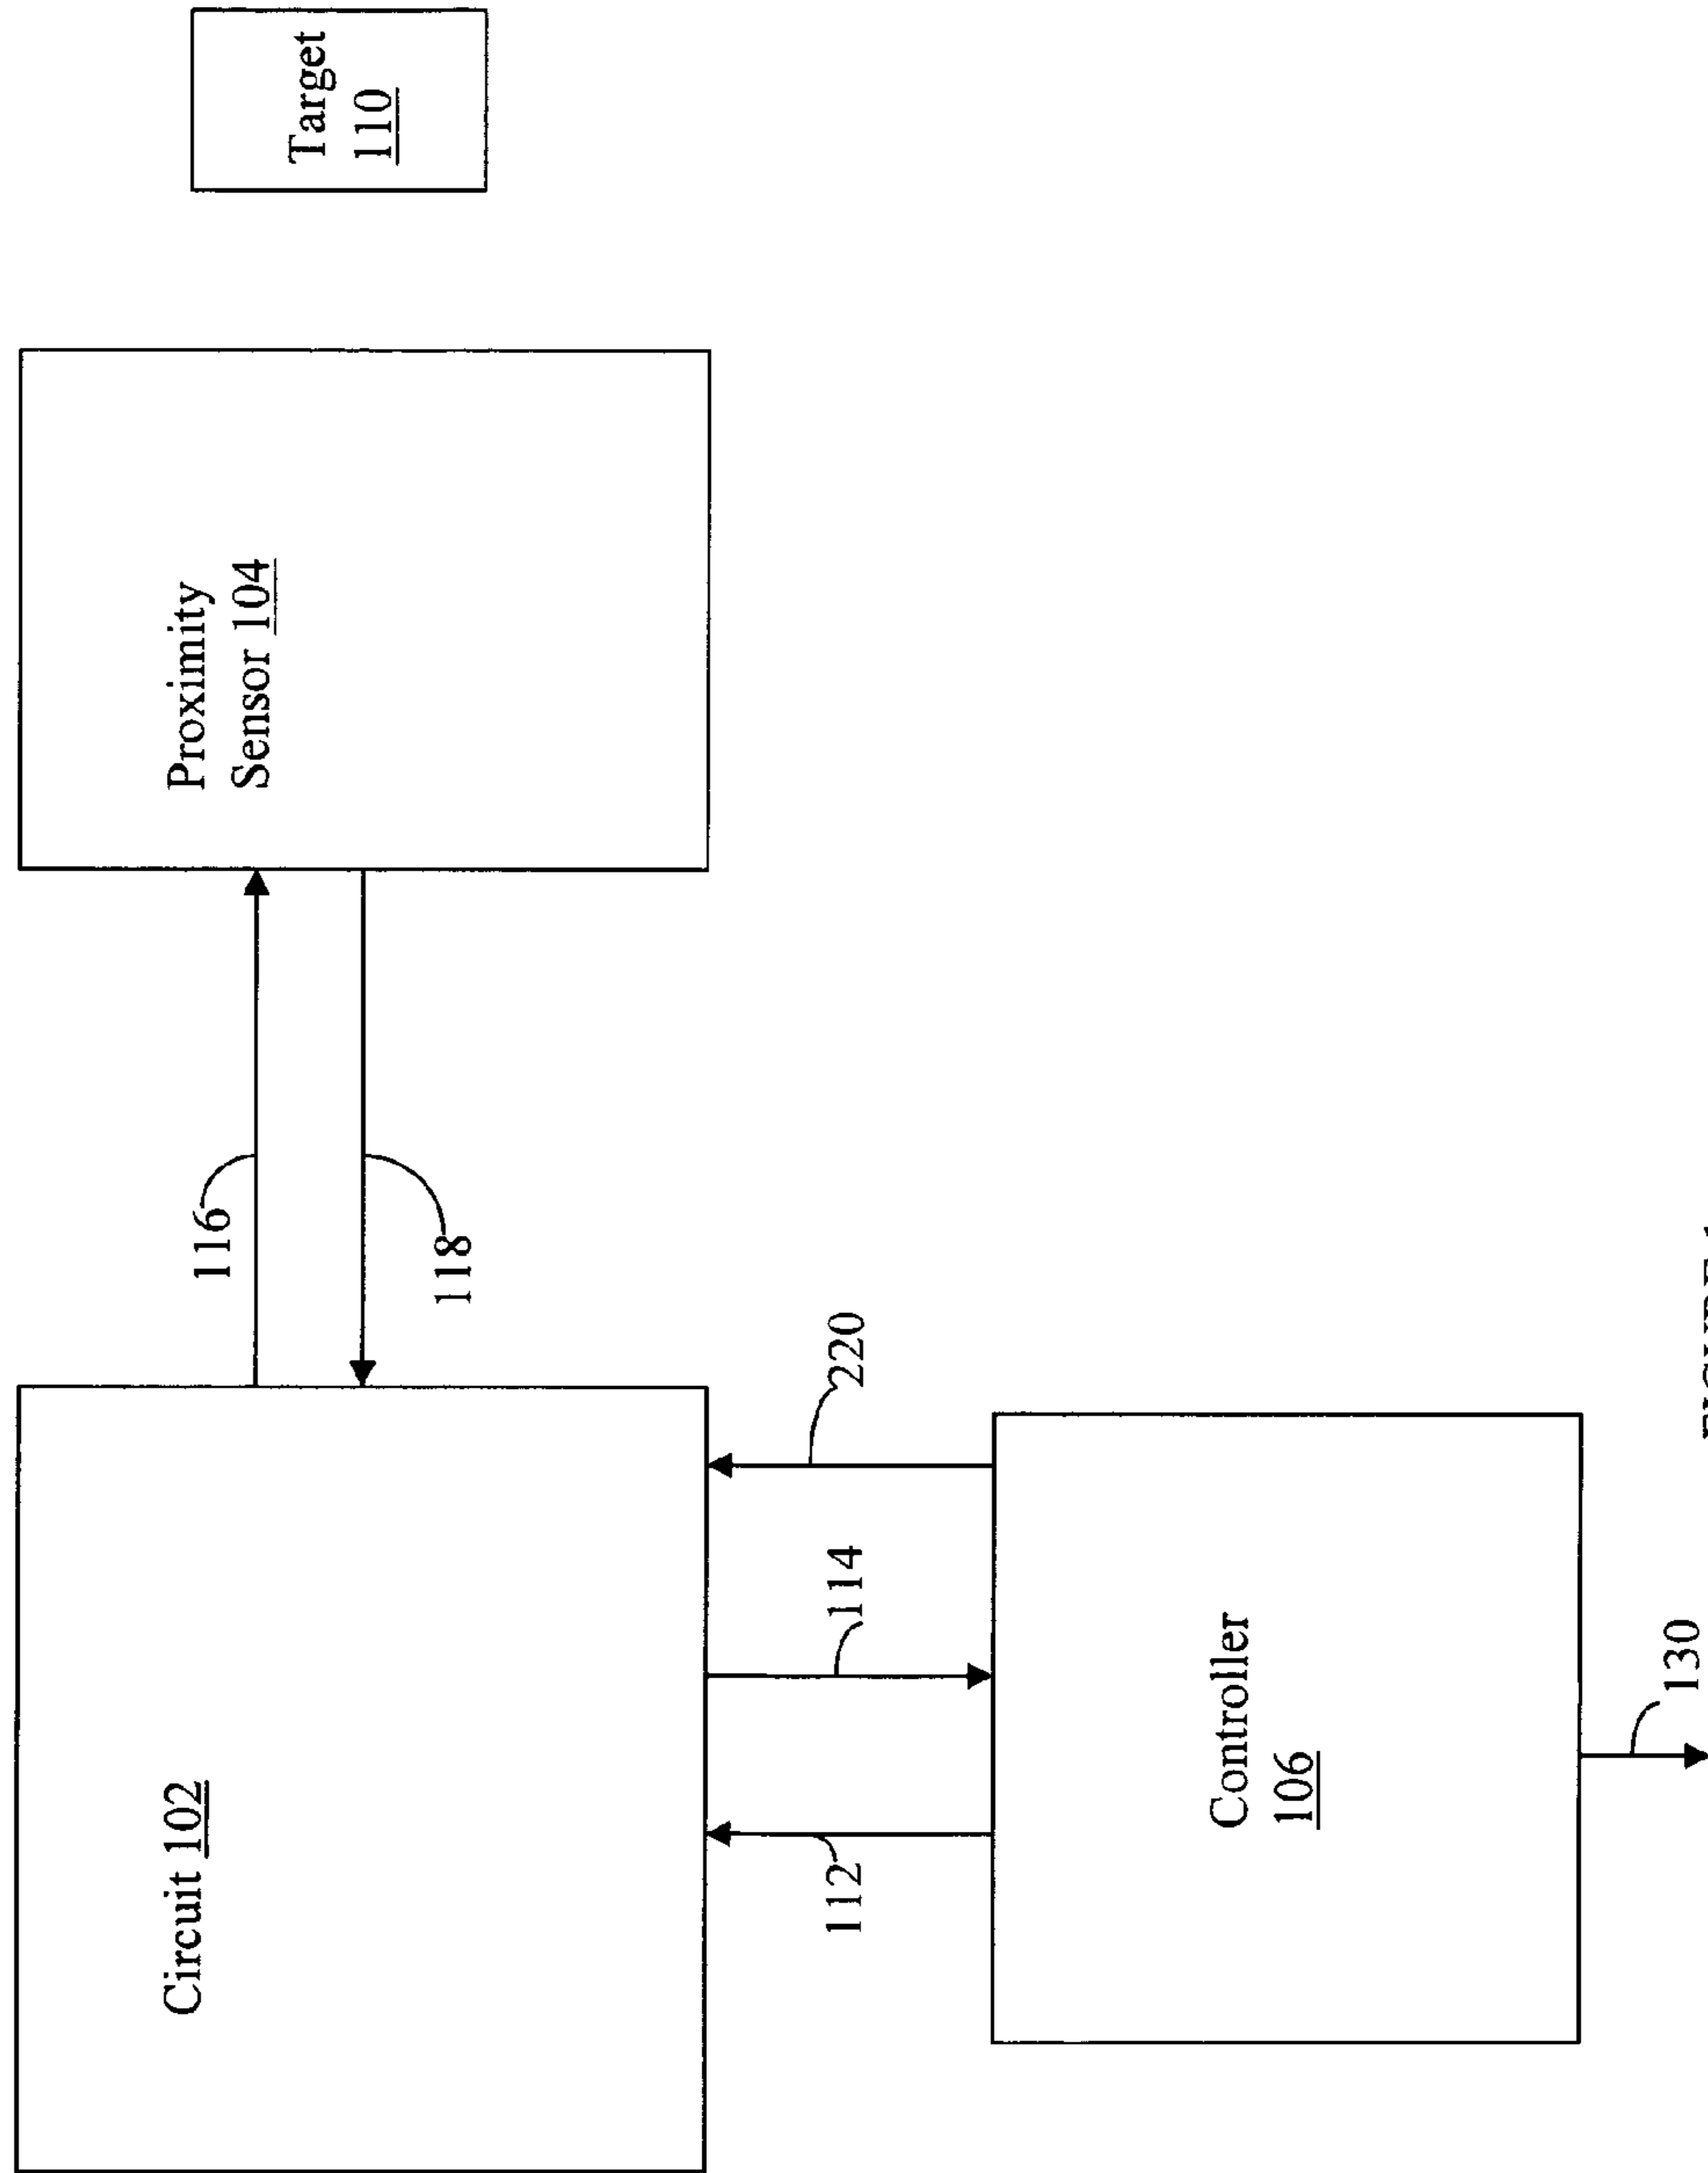 Circuit 102
116
118
Proximity
Sensor 104
Target
110
112
114
220
Controller
106
130